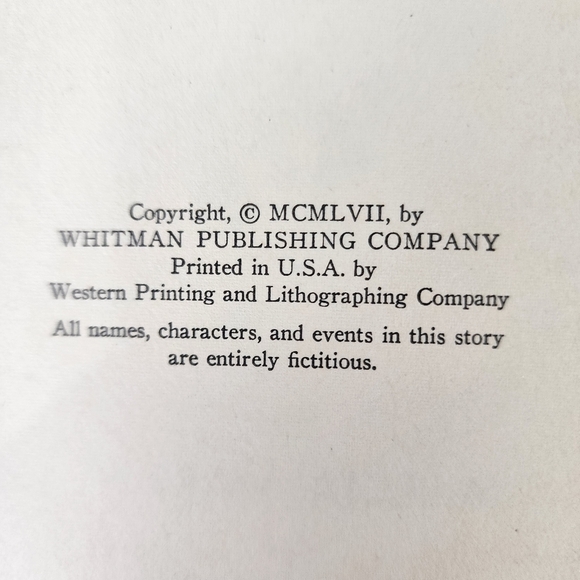 Copyright, © MCMLVII, by
WHITMAN PUBLISHING COMPANY
Printed in U.S.A. by
Western Printing and Lithographing Company
All names, characters, and events in this story
are entirely fictitious.